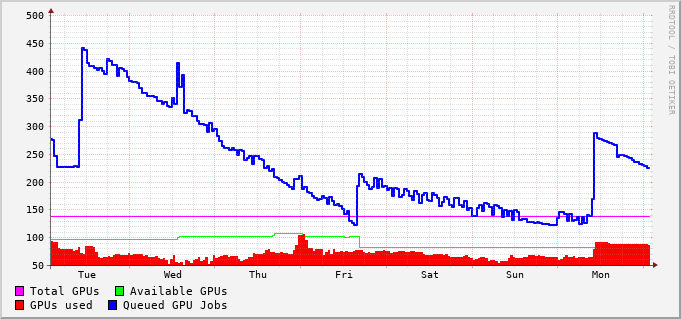 500
450
400
350
300
250
200
150
100
50
Tue Wed Thu Fri Sat Sun Mon
Total GPUs Available GPUs
GPUs used Queued GPU Jobs
RRDTOOL / TOBI OETIKER